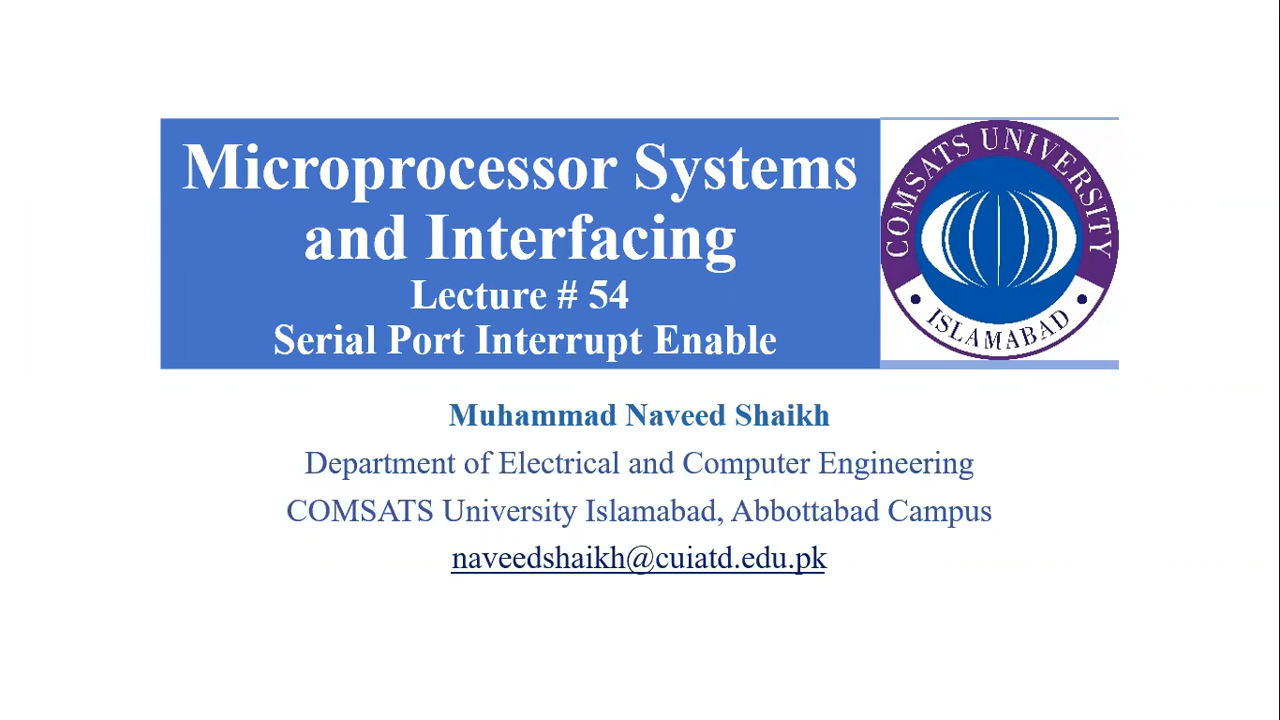 Microprocessor Systems
and Interfacing
Lecture # 54
Serial Port Interrupt Enable
COMSATS UNIVERSITY
ISLAMABAD
Muhammad Naveed Shaikh
Department of Electrical and Computer Engineering
COMSATS University Islamabad, Abbottabad Campus
naveedshaikh@cuiatd.edu.pk